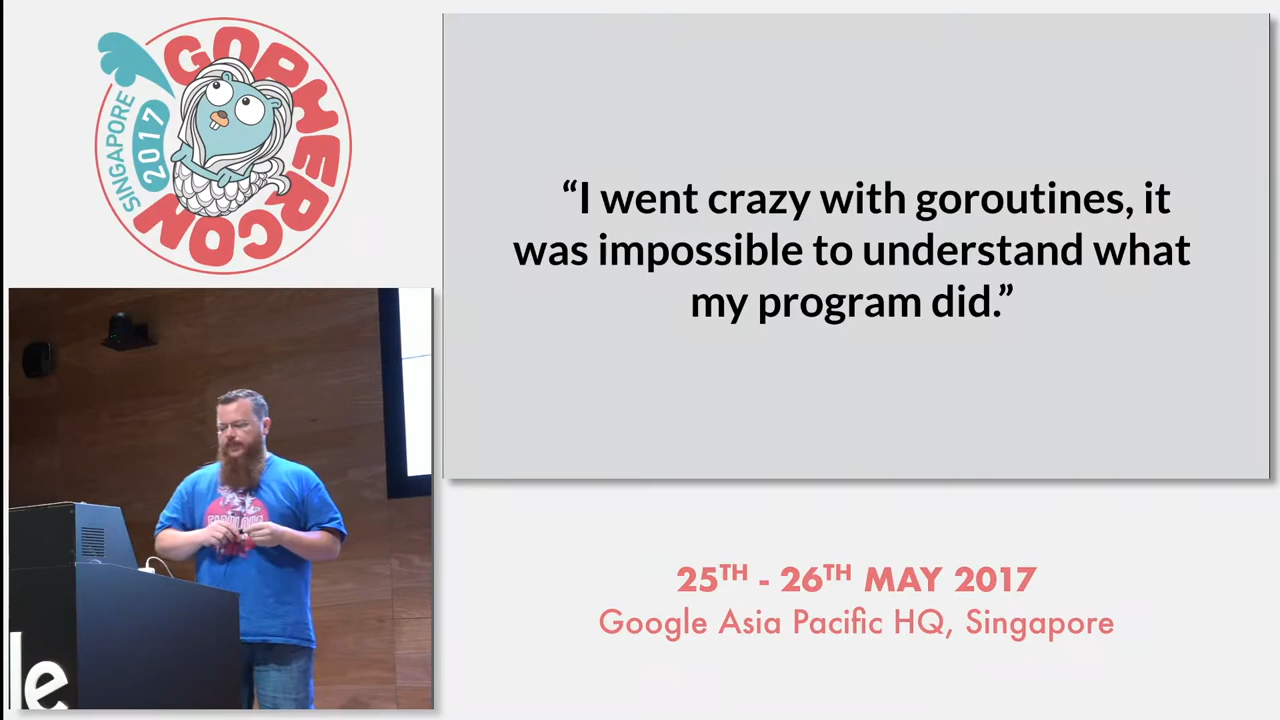 GOPHERCON
SINGAPORE
2017
“I went crazy with goroutines, it
was impossible to understand what
my program did.”
le
25TH - 26TH MAY 2017
Google Asia Pacific HQ, Singapore